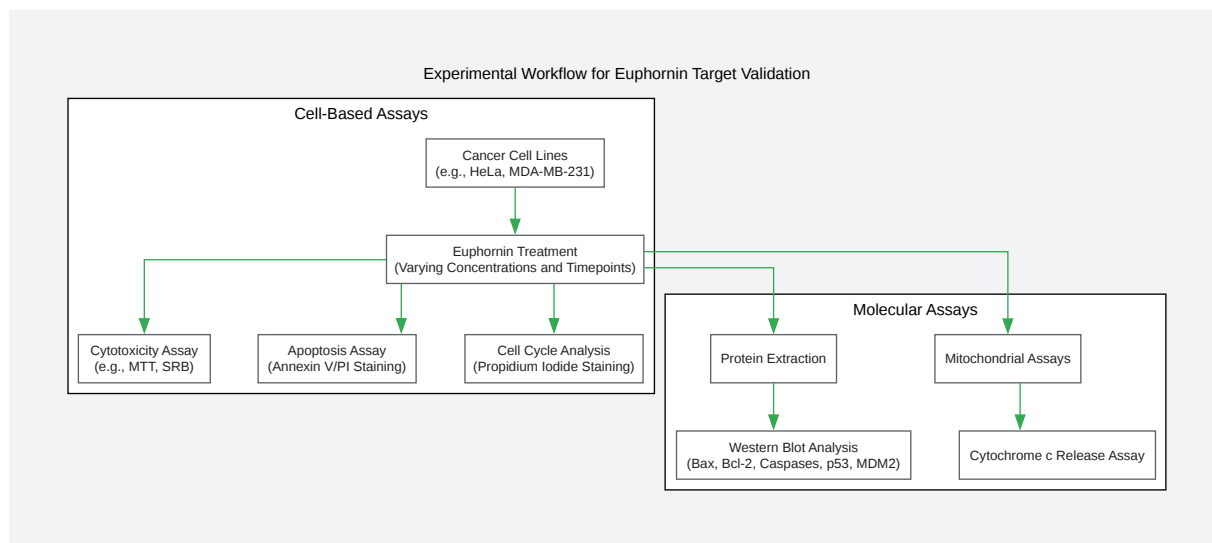 Experimental Workflow for Euphornin Target Validation
Cell-Based Assays
Cancer Cell Lines
(e.g., HeLa, MDA-MB-231)
Euphornin Treatment
(Varying Concentrations and Timepoints)
Cytotoxicity Assay
(e.g., MTT, SRB)
Apoptosis Assay
(Annexin V/PI Staining)
Cell Cycle Analysis
(Propidium Iodide Staining)
Molecular Assays
Protein Extraction
Mitochondrial Assays
Western Blot Analysis
(Bax, Bcl-2, Caspases, p53, MDM2)
Cytochrome c Release Assay